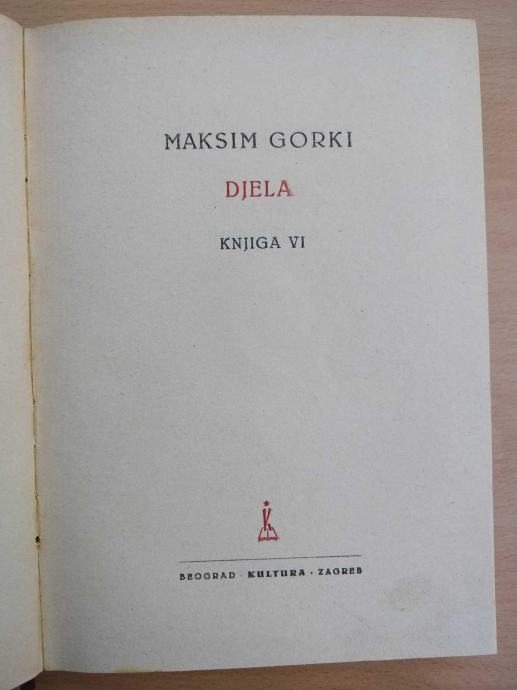 MAKSIM GORKI
DJELA
KNJIGA VI
K
BEOGRAD · KULTURA · ZAGREB